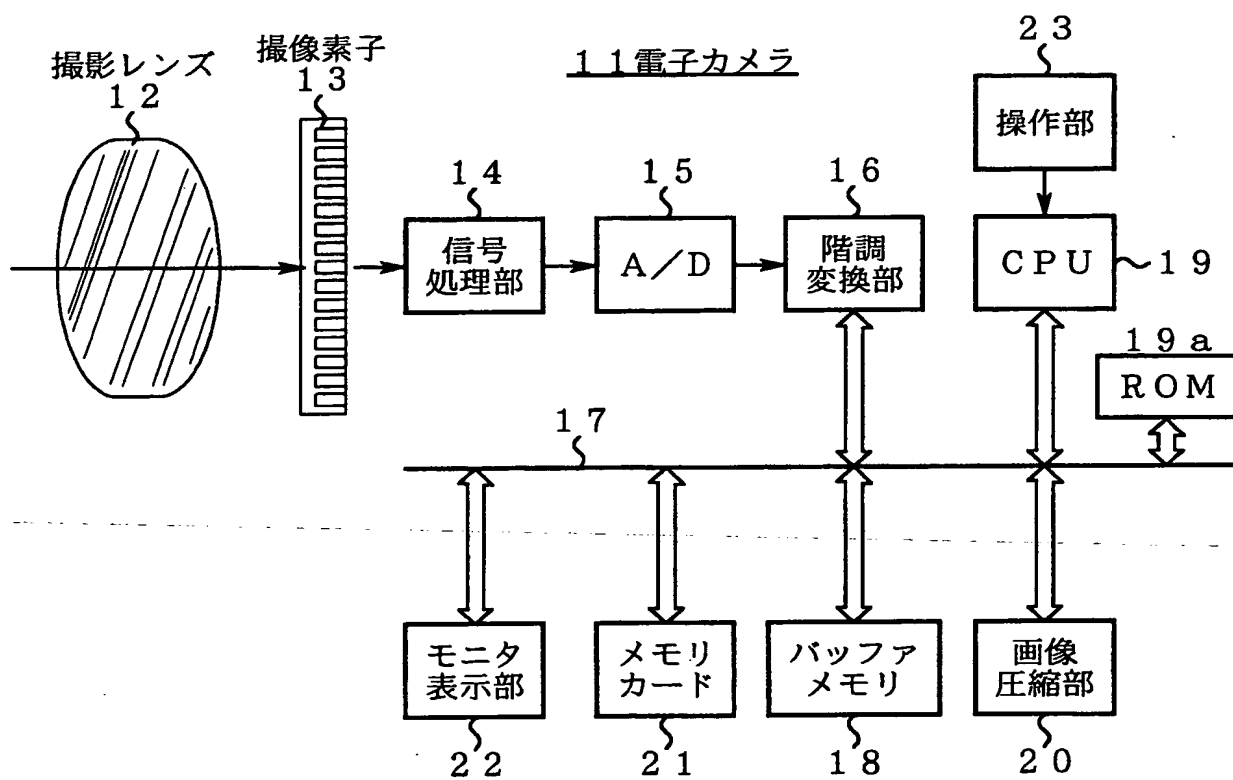 １１電子カメラ
撮影レンズ
１２
撮像素子
１３
１４
信号
処理部
１５
Ａ／Ｄ
１６
階調
変換部
２３
操作部
ＣＰＵ
１９
１９ａ
ＲＯＭ
１７
モニタ
表示部
２２
メモリ
カード
２１
バッファ
メモリ
１８
画像
圧縮部
２０